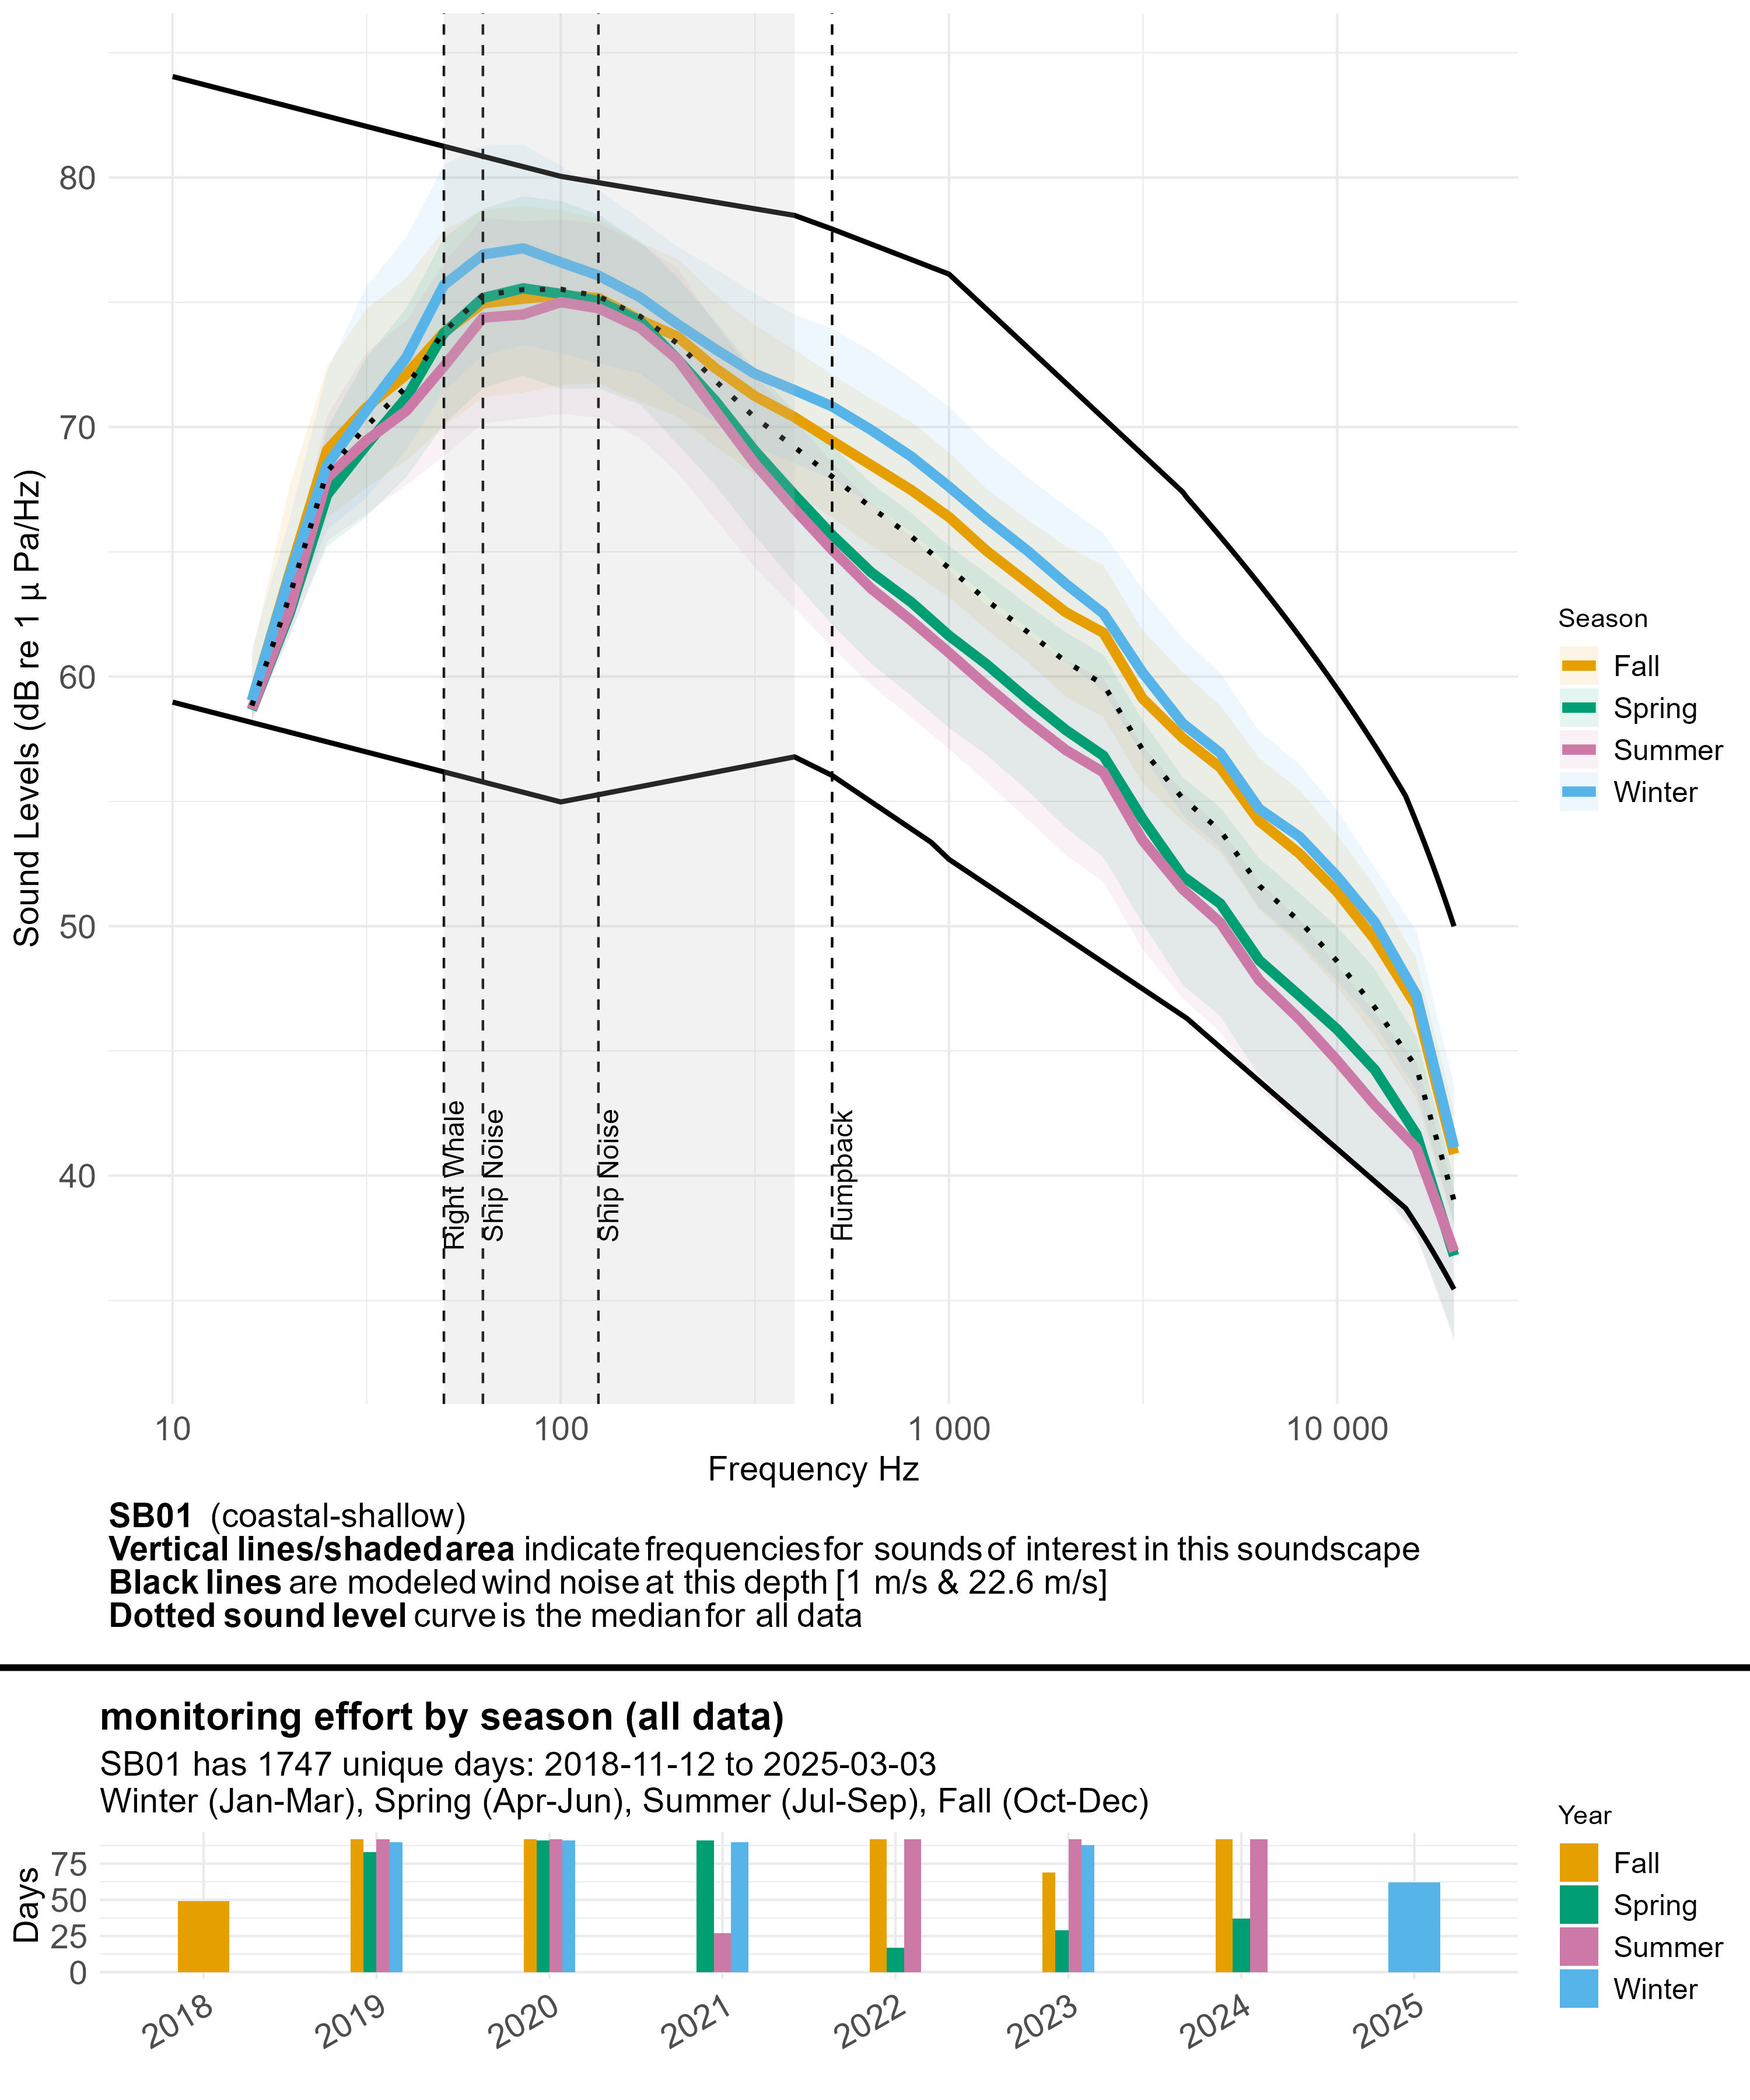 80
70
60
50
40
Sound Levels (dB re 1 µ Pa/Hz)
Right Whale
Ship Noise
Ship Noise
Humpback
10
100
1 000
10 000
Frequency Hz
Season
Fall
Spring
Summer
Winter
SB01 (coastal-shallow)
Vertical lines/shaded area indicate frequencies for sounds of interest in this soundscape
Black lines are modeled wind noise at this depth [1 m/s & 22.6 m/s]
Dotted sound level curve is the median for all data
monitoring effort by season (all data)
SB01 has 1747 unique days: 2018-11-12 to 2025-03-03
Winter (Jan-Mar), Spring (Apr-Jun), Summer (Jul-Sep), Fall (Oct-Dec)
Days
75
50
25
0
2018
2019
2020
2021
2022
2023
2024
2025
Year
Fall
Spring
Summer
Winter